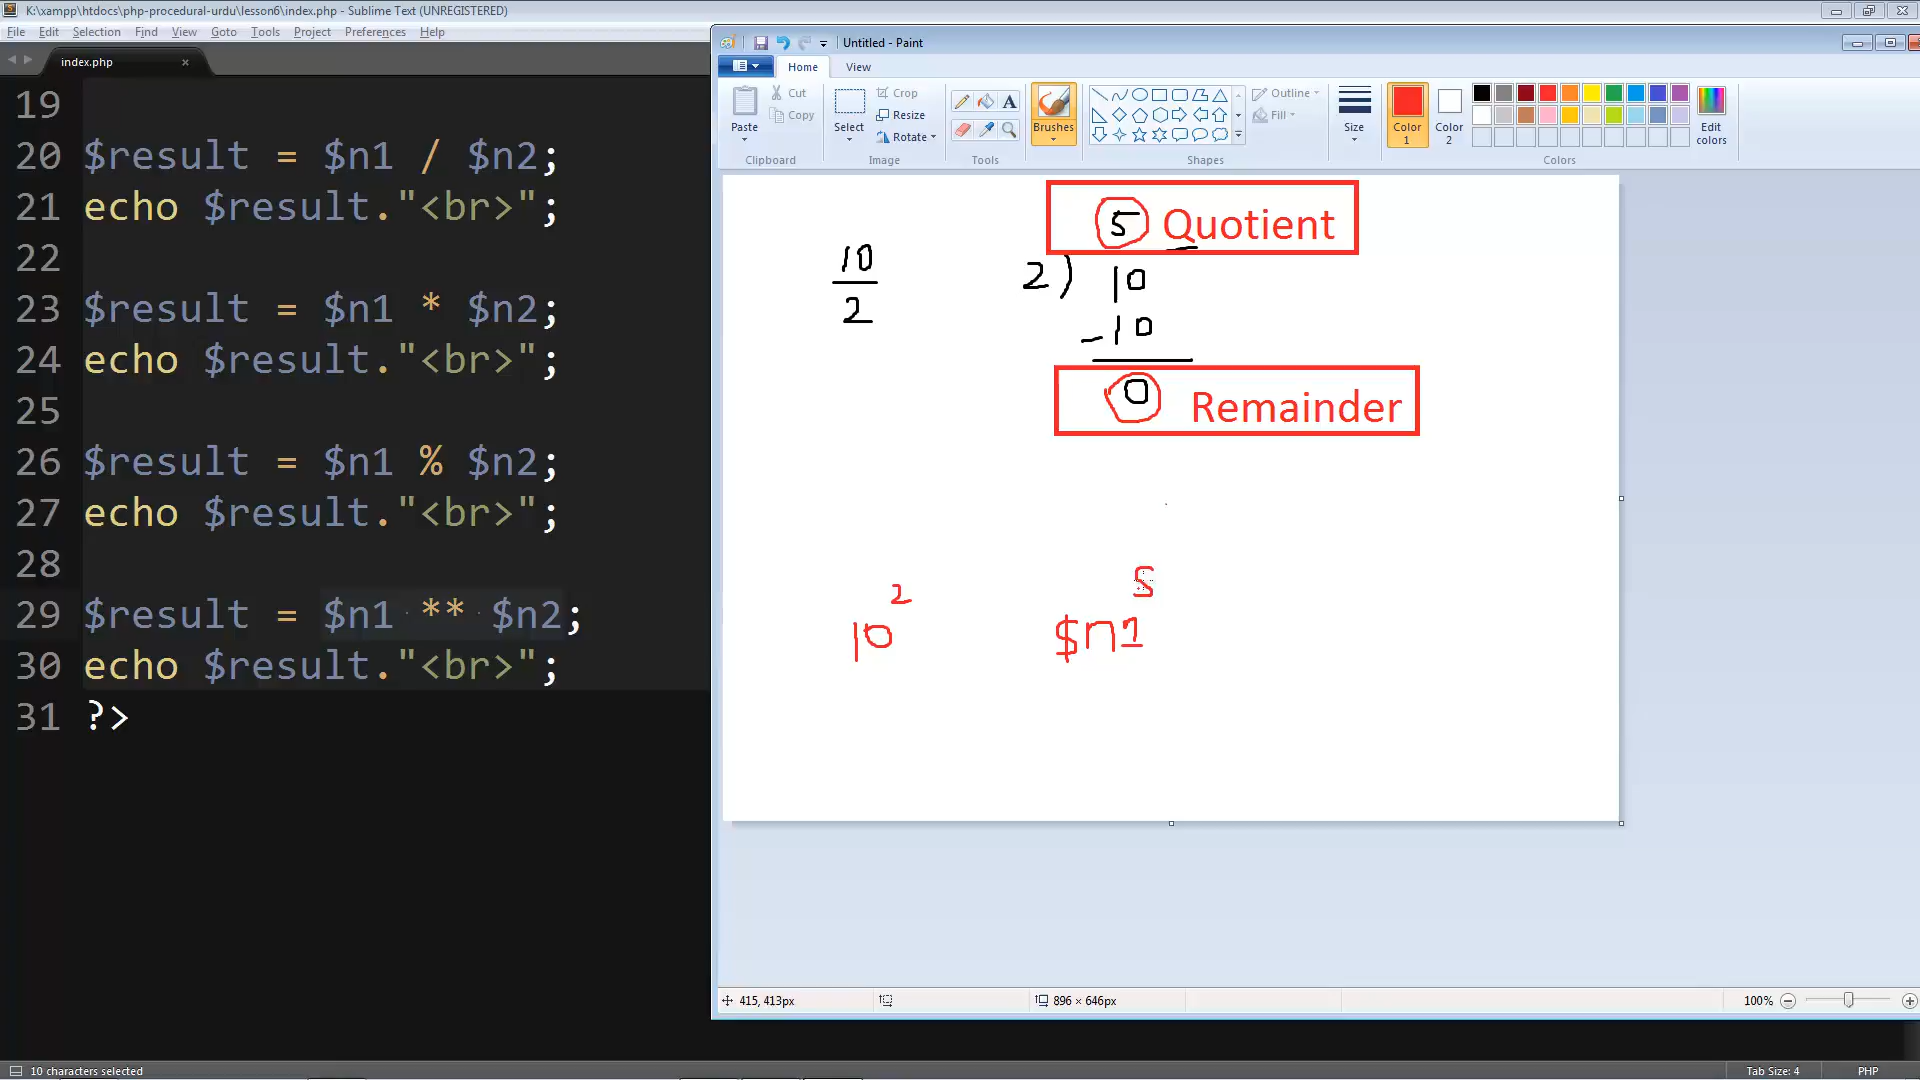 K:\xampp\htdocs\php-procedural-urdu\lesson6\index.php - Sublime Text (UNREGISTERED)
File Edit Selection Find View Goto Tools Project Preferences Help
index.php ×
19
20 $result = $n1 / $n2;
21 echo $result."<br>";
22
23 $result = $n1 * $n2;
24 echo $result."<br>";
25
26 $result = $n1 % $n2;
27 echo $result."<br>";
28
29 $result = $n1 ** $n2;
30 echo $result."<br>";
31 ?>
10 characters selected
Tab Size: 4
PHP
Untitled - Paint
Home View
Paste
Cut
Copy
Clipboard
Select
Crop
Resize
Rotate
Image
A
Tools
Brushes
Outline
Fill
Shapes
Size
Color 1
Color 2
Edit colors
Colors
10
2
5 Quotient
2) 10
-10
0 Remainder
10 2
$n1 5
415, 413px
896 × 646px
100%